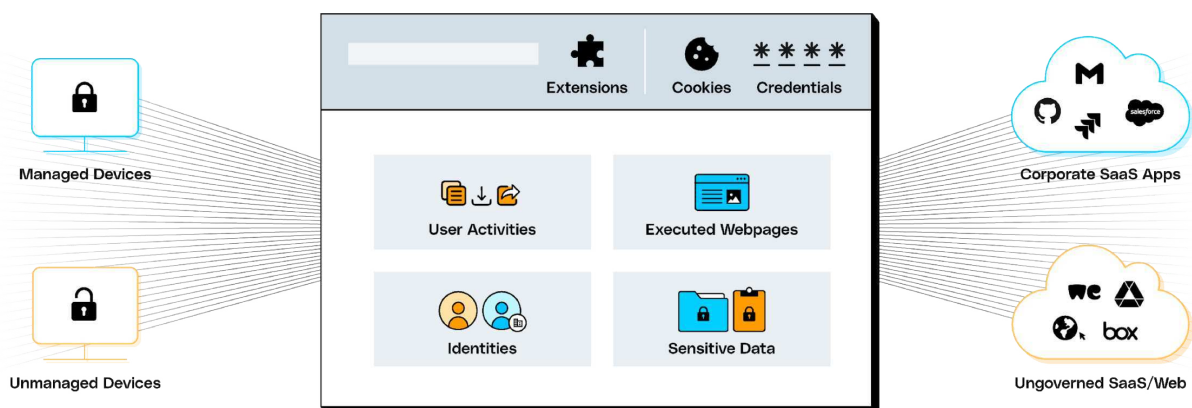 Extensions
Cookies
Credentials
Managed Devices
salesforce
Corporate SaaS Apps
User Activities
Executed Webpages
we
box
Identities
Sensitive Data
Unmanaged Devices
Ungoverned SaaS/Web